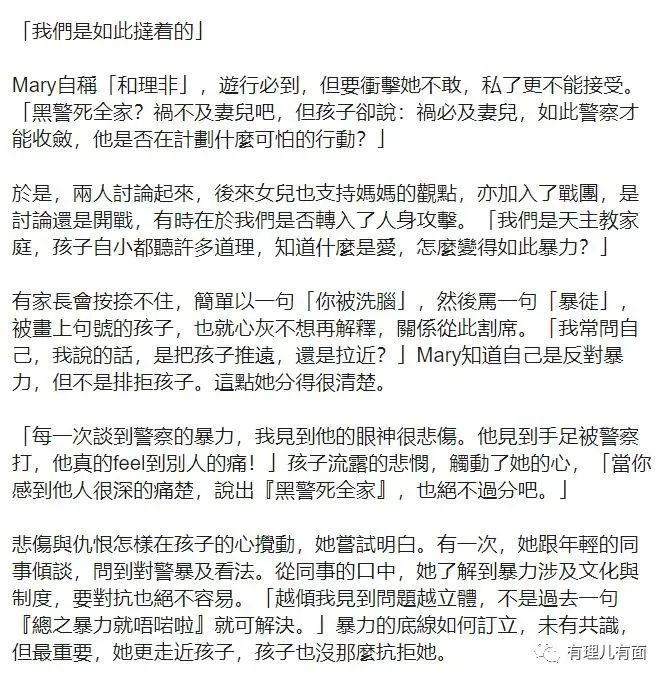 「我們是如此撻着的」
Mary自稱「和理非」，遊行必到，但要衝擊她不敢，私了更不能接受。
「黑警死全家？禍不及妻兒吧，但孩子卻說：禍必及妻兒，如此警察才
能收斂，他是否在計劃什麼可怕的行動？」
於是，兩人討論起來，後來女兒也支持媽媽的觀點，亦加入了戰團，是
討論還是開戰，有時在於我們是否轉入了人身攻擊。「我們是天主教家
庭，孩子自小都聽許多道理，知道什麼是愛，怎麼變得如此暴力？」
有家長會按捺不住，簡單以一句「你被洗腦」，然後罵一句「暴徒」，
被畫上句號的孩子，也就心灰不想再解釋，關係從此割席。「我常問自
己，我說的話，是把孩子推遠，還是拉近？」Mary知道自己是反對暴
力，但不是排拒孩子。這點她分得很清楚。
「每一次談到警察的暴力，我見到他的眼神很悲傷。他見到手足被警察
打，他真的feel到別人的痛！」孩子流露的悲憫，觸動了她的心，「當你
感到他人很深的痛楚，說出『黑警死全家』，也絕不過分吧。」
悲傷與仇恨怎樣在孩子的心攪動，她嘗試明白。有一次，她跟年輕的同
事傾談，問到對警暴及看法。從同事的口中，她了解到暴力涉及文化與
制度，要對抗也絕不容易。「越傾我見到問題越立體，不是過去一句
『總之暴力就唔啱啦』就可解決。」暴力的底線如何訂立，未有共識，
但最重要，她更走近孩子，孩子也沒那麼抗拒她。
有理儿有面